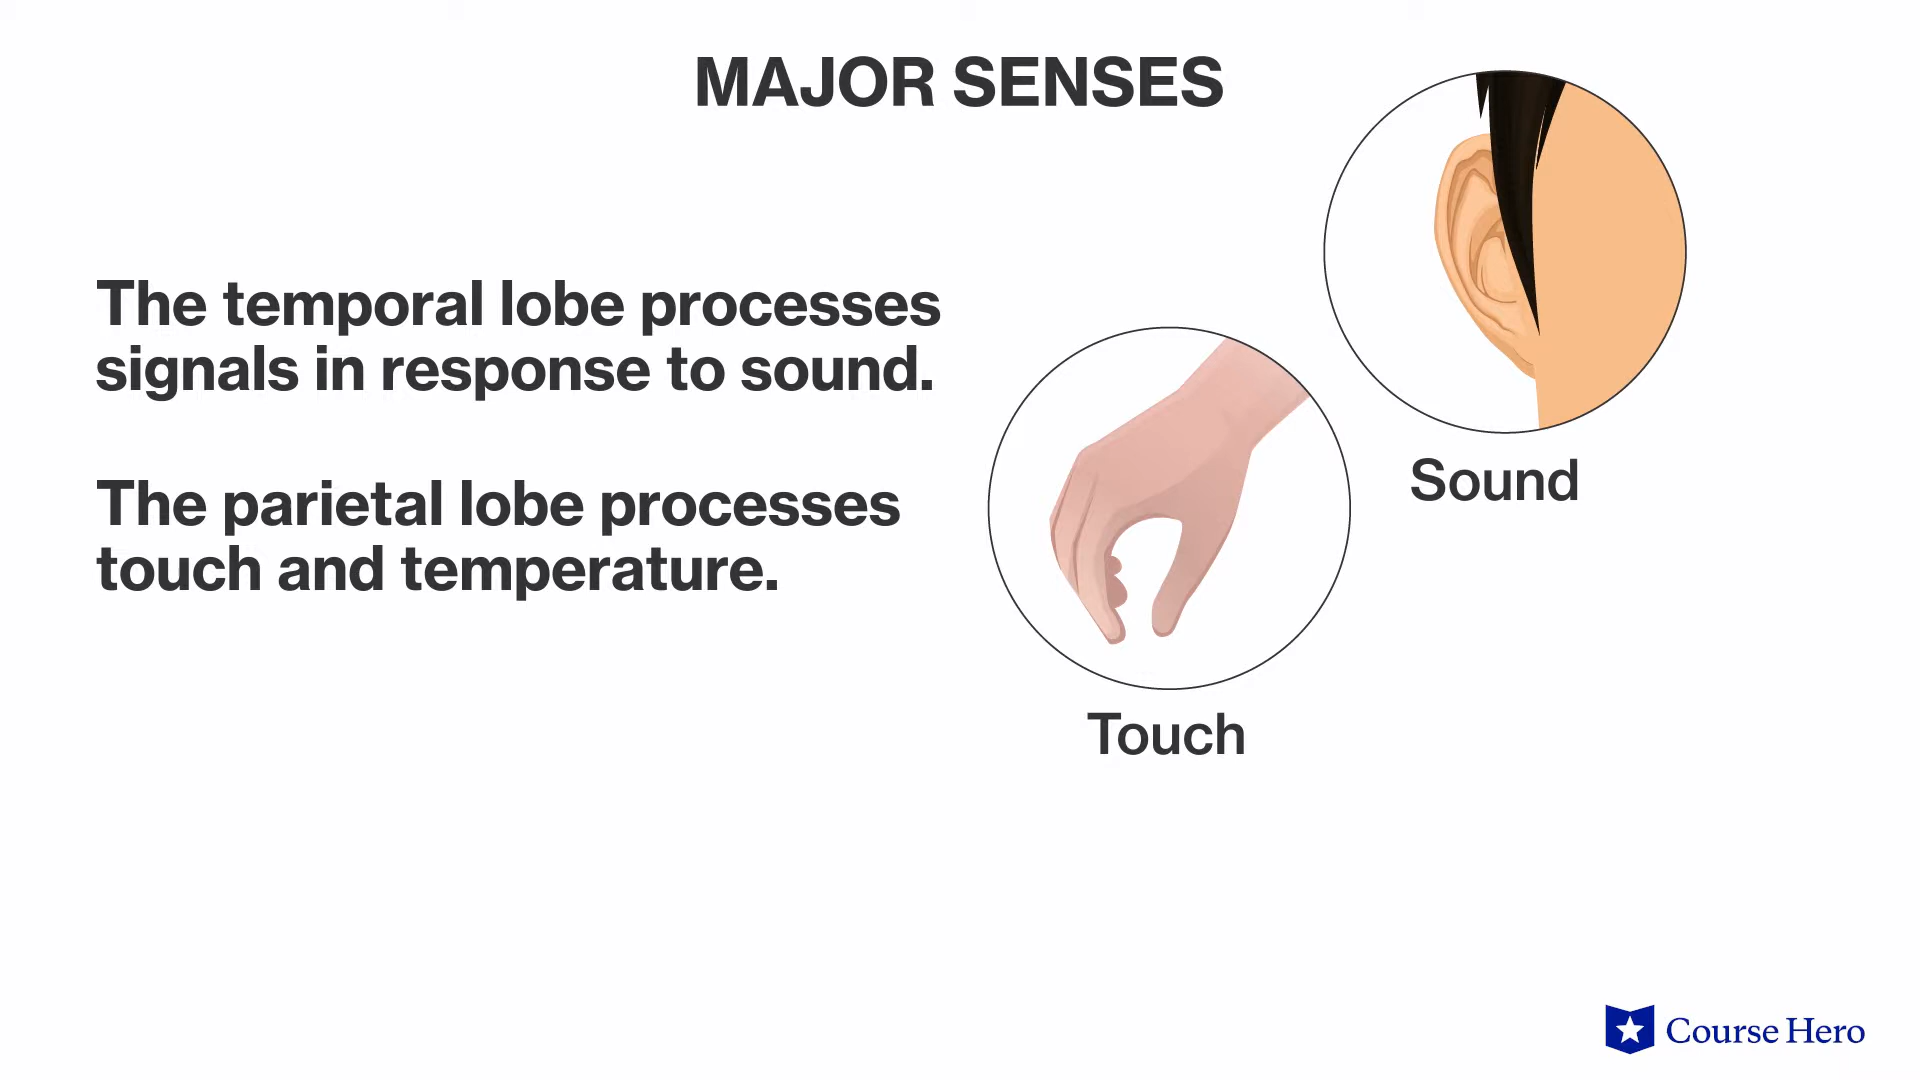 MAJOR SENSES
The temporal lobe processes
signals in response to sound.
The parietal lobe processes
touch and temperature.
Sound
Touch
Course Hero